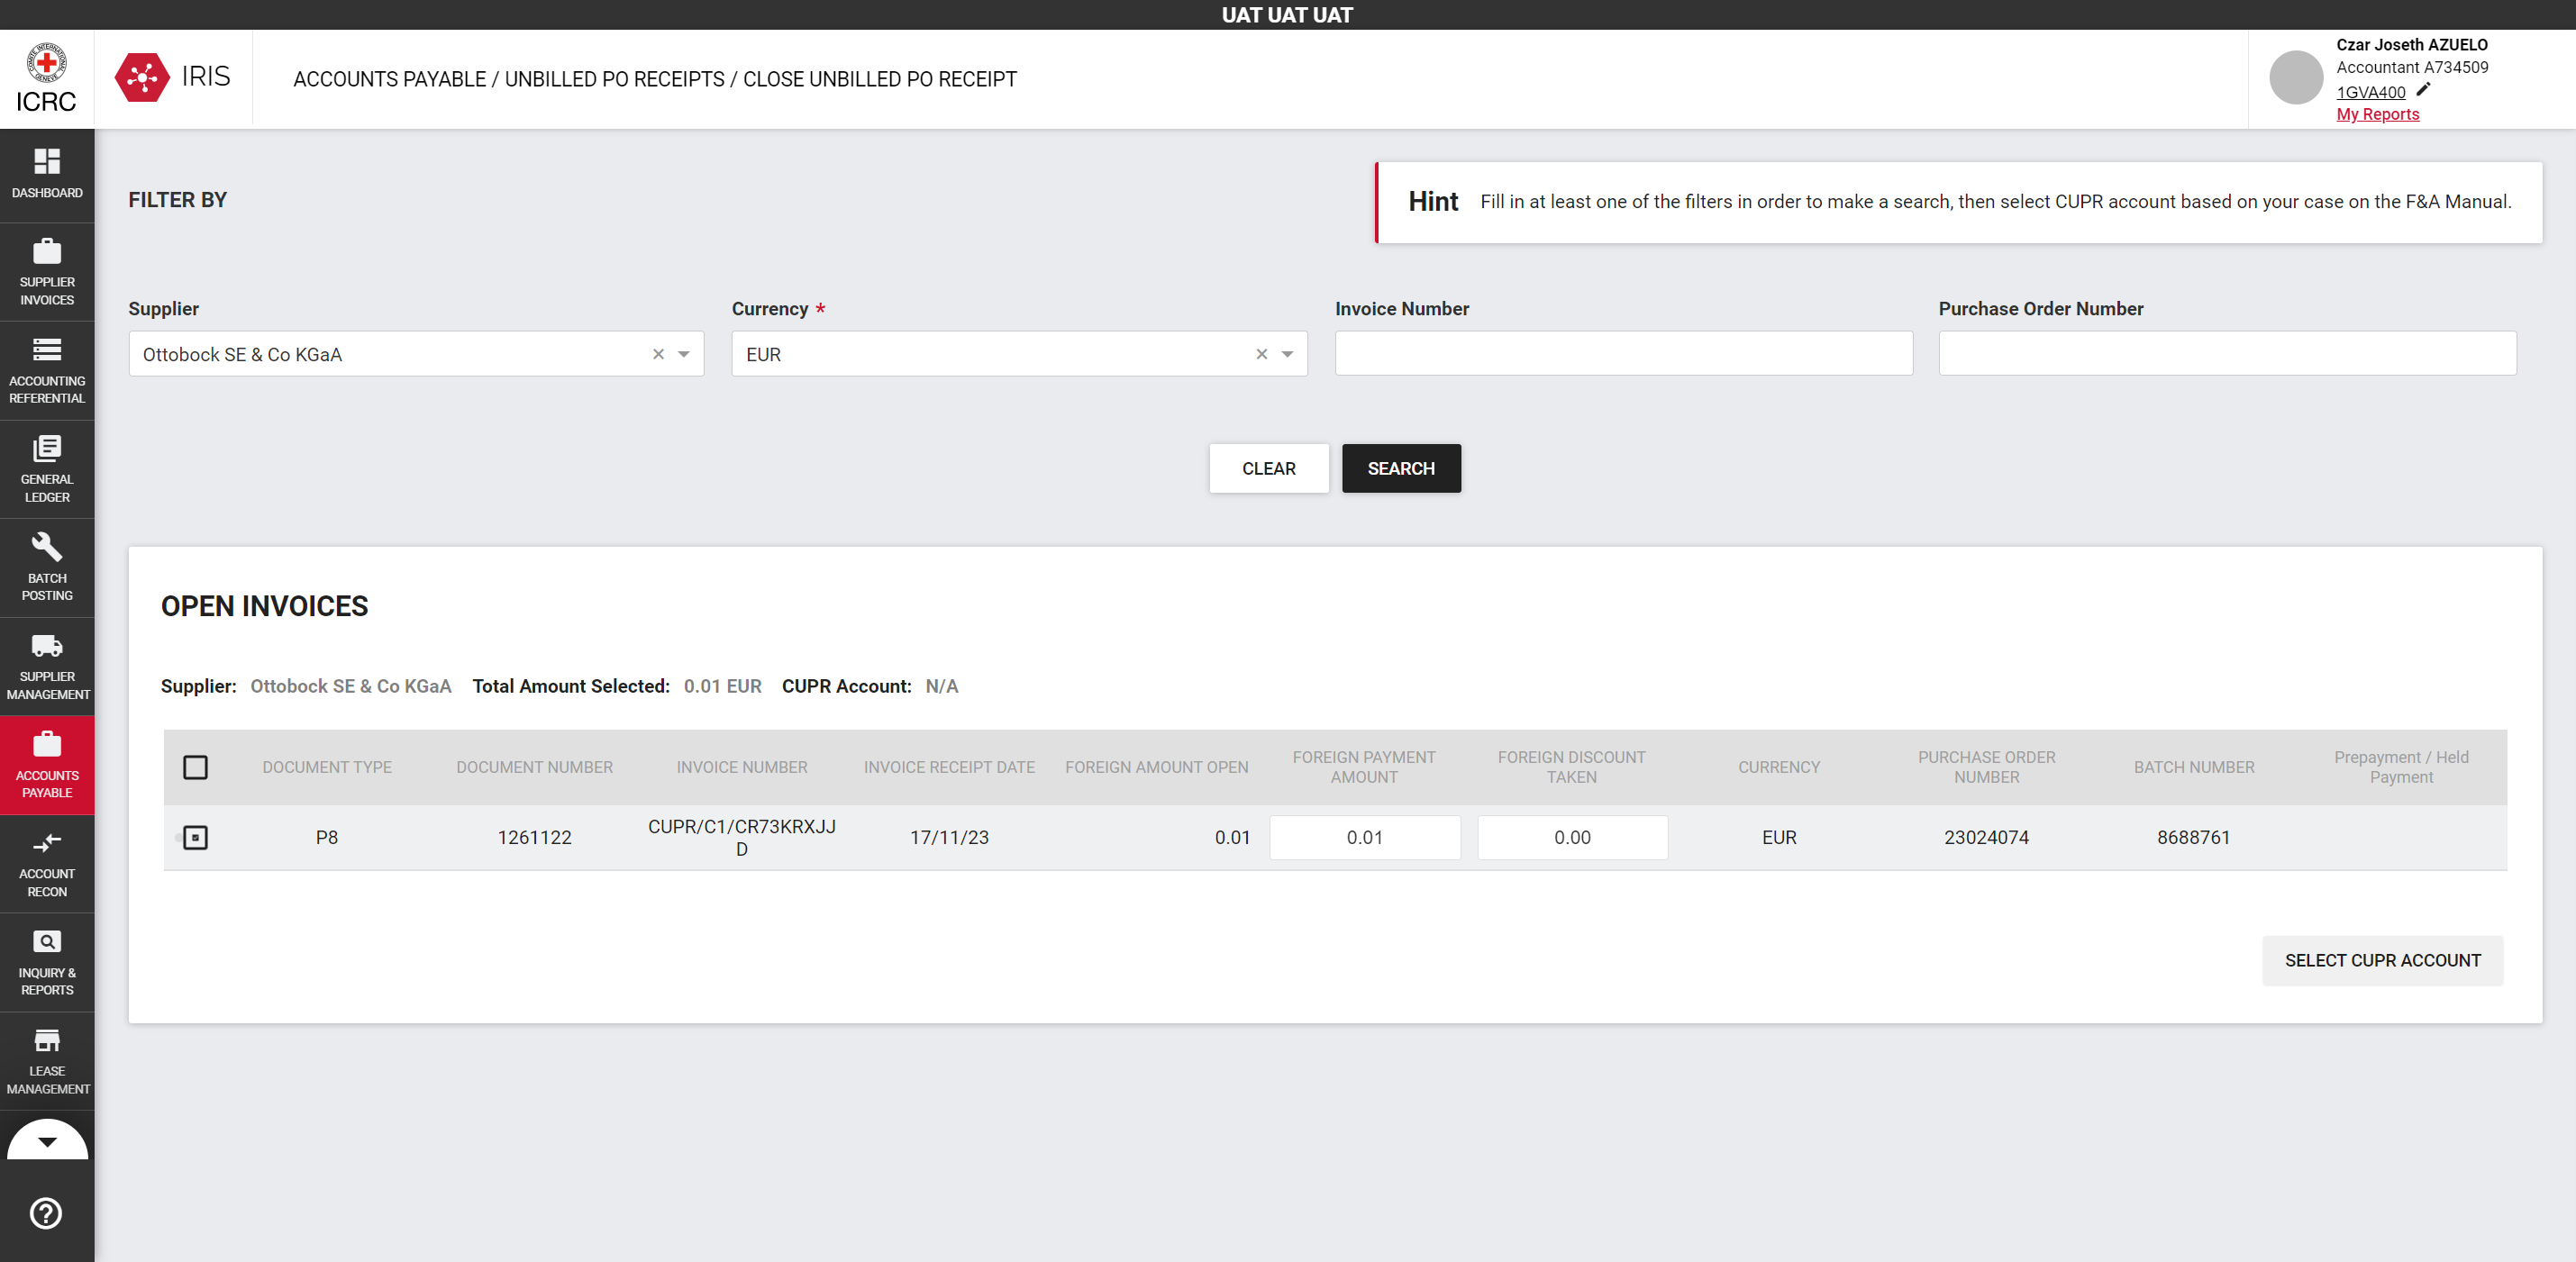 UAT UAT UAT
ICRC
IRIS
ACCOUNTS PAYABLE / UNBILLED PO RECEIPTS / CLOSE UNBILLED PO RECEIPT
Czar Joseth AZUELO
Accountant A734509
1GVA400
My Reports
DASHBOARD
SUPPLIER
INVOICES
ACCOUNTING
REFERENTIAL
GENERAL
LEDGER
BATCH
POSTING
SUPPLIER
MANAGEMENT
ACCOUNTS
PAYABLE
ACCOUNT
RECON
INQUIRY &
REPORTS
LEASE
MANAGEMENT
FILTER BY
Hint Fill in at least one of the filters in order to make a search, then select CUPR account based on your case on the F&A Manual.
Supplier Currency * Invoice Number Purchase Order Number
Ottobock SE & Co KGaA EUR
CLEAR SEARCH
OPEN INVOICES
Supplier: Ottobock SE & Co KGaA Total Amount Selected: 0.01 EUR CUPR Account: N/A
DOCUMENT TYPE DOCUMENT NUMBER INVOICE NUMBER INVOICE RECEIPT DATE FOREIGN AMOUNT OPEN FOREIGN PAYMENT AMOUNT FOREIGN DISCOUNT TAKEN CURRENCY PURCHASE ORDER NUMBER BATCH NUMBER Prepayment / Held Payment
P8 1261122 CUPR/C1/CR73KRXJJD 17/11/23 0.01 0.01 0.00 EUR 23024074 8688761
SELECT CUPR ACCOUNT